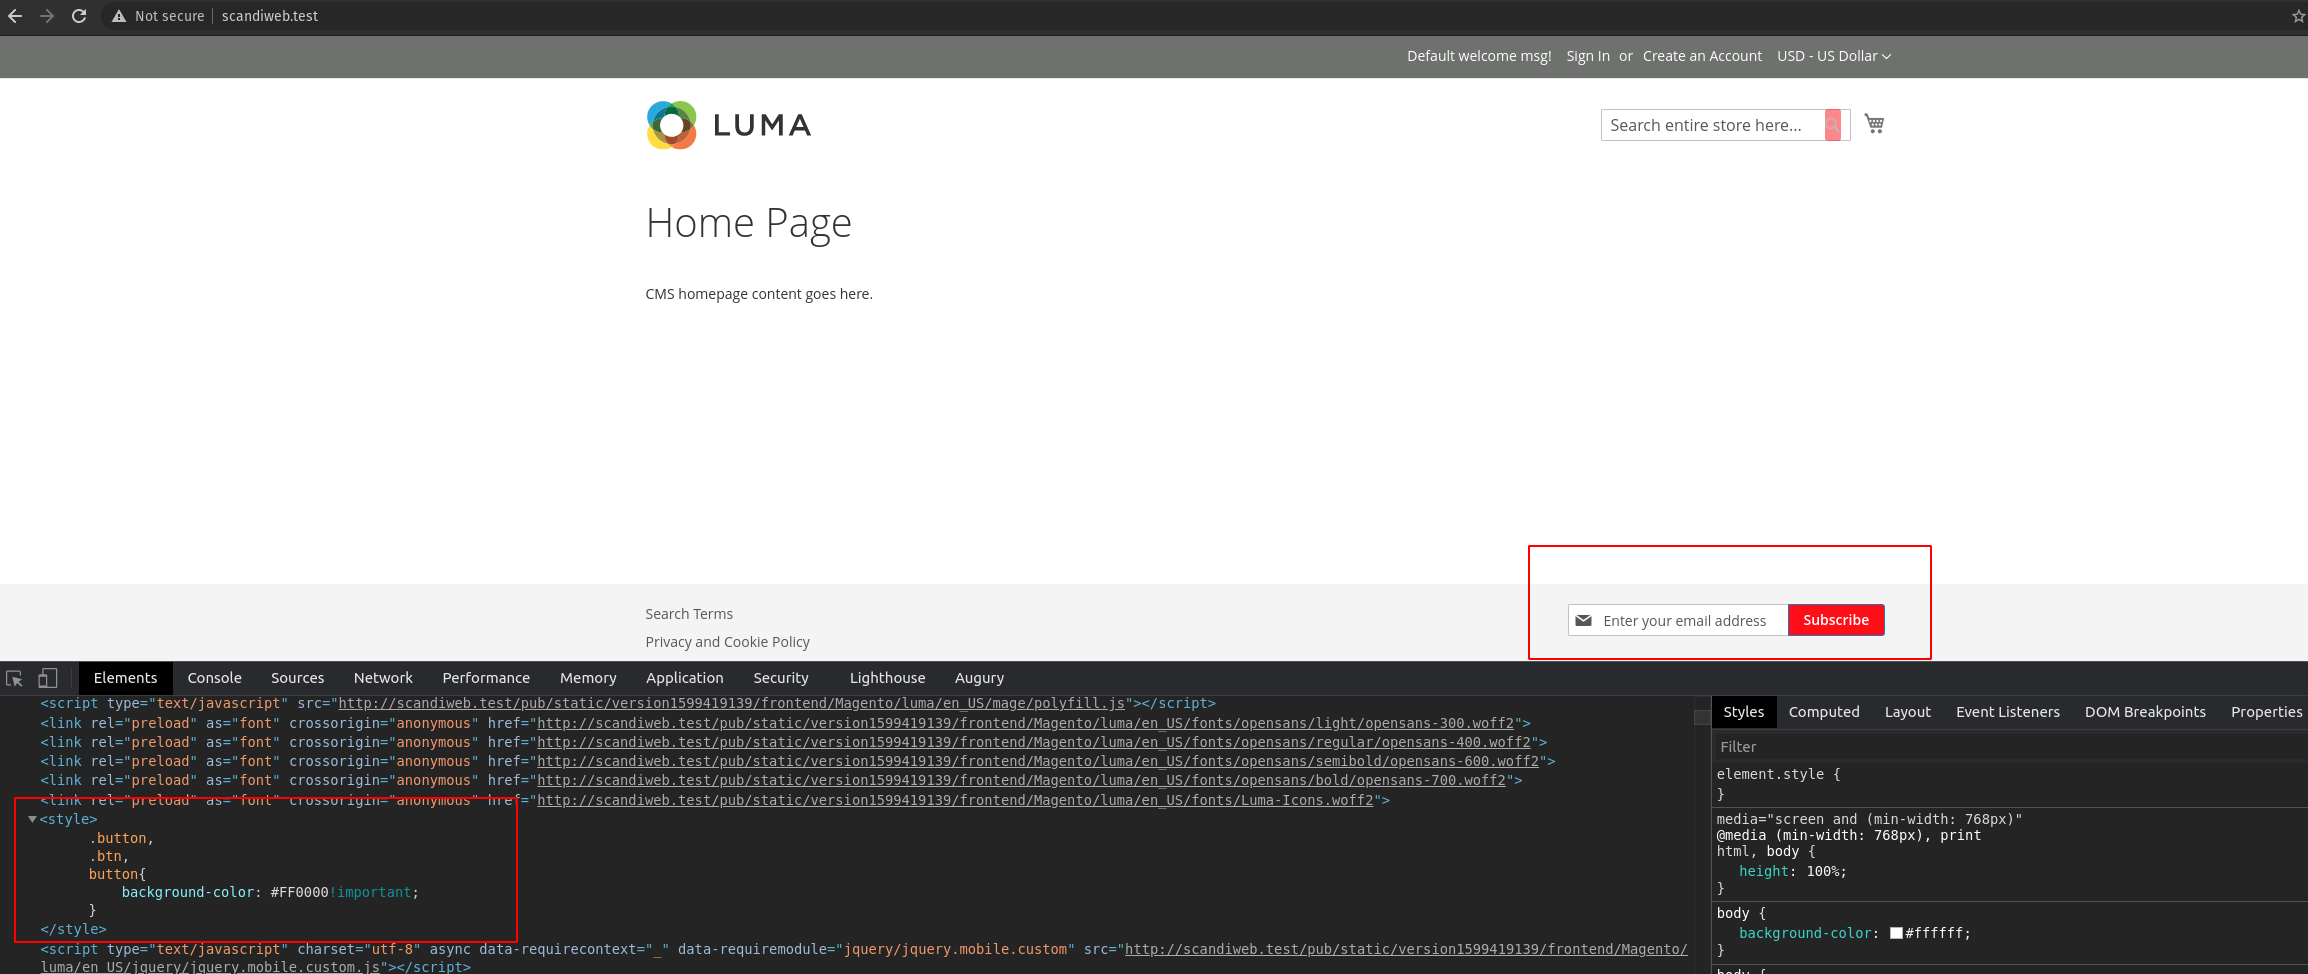 Not secure | scandiweb.test
Default welcome msg! Sign In or Create an Account USD - US Dollar
LUMA
Search entire store here...
Home Page
CMS homepage content goes here.
Search Terms
Privacy and Cookie Policy
Enter your email address
Subscribe
Elements Console Sources Network Performance Memory Application Security Lighthouse Augury
<script type="text/javascript" src="http://scandiweb.test/pub/static/version1599419139/frontend/Magento/luma/en_US/mage/polyfill.js"></script>
<link rel="preload" as="font" crossorigin="anonymous" href="http://scandiweb.test/pub/static/version1599419139/frontend/Magento/luma/en_US/fonts/opensans/light/opensans-300.woff2">
<link rel="preload" as="font" crossorigin="anonymous" href="http://scandiweb.test/pub/static/version1599419139/frontend/Magento/luma/en_US/fonts/opensans/regular/opensans-400.woff2">
<link rel="preload" as="font" crossorigin="anonymous" href="http://scandiweb.test/pub/static/version1599419139/frontend/Magento/luma/en_US/fonts/opensans/semibold/opensans-600.woff2">
<link rel="preload" as="font" crossorigin="anonymous" href="http://scandiweb.test/pub/static/version1599419139/frontend/Magento/luma/en_US/fonts/opensans/bold/opensans-700.woff2">
<link rel="preload" as="font" crossorigin="anonymous" href="http://scandiweb.test/pub/static/version1599419139/frontend/Magento/luma/en_US/fonts/Luma-Icons.woff2">
<style>
.button,
.btn,
button{
background-color: #FF0000!important;
}
</style>
<script type="text/javascript" charset="utf-8" async data-requirecontext="_" data-requiremodule="jquery/jquery.mobile.custom" src="http://scandiweb.test/pub/static/version1599419139/frontend/Magento/
luma/en_US/jquery/jquery.mobile.custom.js"></script>
Styles Computed Layout Event Listeners DOM Breakpoints Properties
Filter
element.style {
}
media="screen and (min-width: 768px)"
@media (min-width: 768px), print
html, body {
height: 100%;
}
body {
background-color: #ffffff;
}
body {